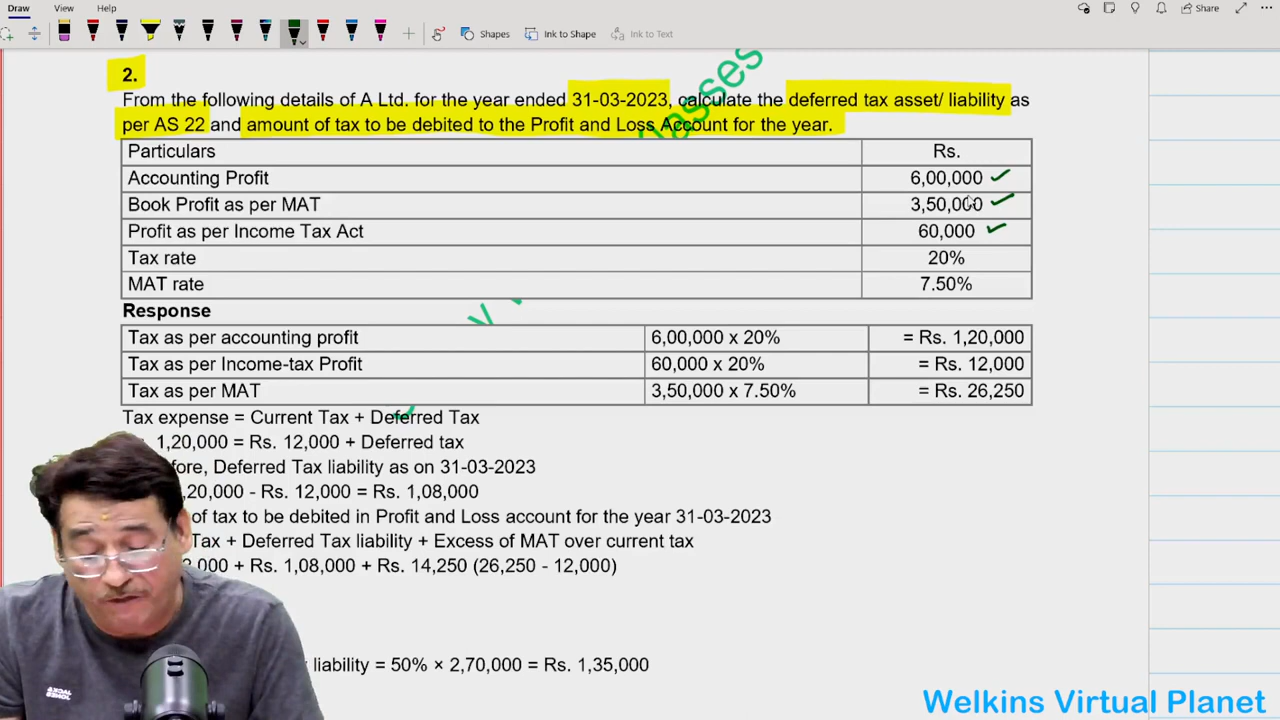 Draw View Help Share
Shapes Ink to Shape Ink to Text
2.
From the following details of A Ltd. for the year ended 31-03-2023, calculate the deferred tax asset/ liability as
per AS 22 and amount of tax to be debited to the Profit and Loss Account for the year.
Particulars Rs.
Accounting Profit 6,00,000
Book Profit as per MAT 3,50,000
Profit as per Income Tax Act 60,000
Tax rate 20%
MAT rate 7.50%
Response
Tax as per accounting profit 6,00,000 x 20% = Rs. 1,20,000
Tax as per Income-tax Profit 60,000 x 20% = Rs. 12,000
Tax as per MAT 3,50,000 x 7.50% = Rs. 26,250
Tax expense = Current Tax + Deferred Tax
1,20,000 = Rs. 12,000 + Deferred tax
Deferred Tax liability as on 31-03-2023
20,000 - Rs. 12,000 = Rs. 1,08,000
of tax to be debited in Profit and Loss account for the year 31-03-2023
Tax + Deferred Tax liability + Excess of MAT over current tax
000 + Rs. 1,08,000 + Rs. 14,250 (26,250 - 12,000)
liability = 50% × 2,70,000 = Rs. 1,35,000
Welkins Virtual Planet